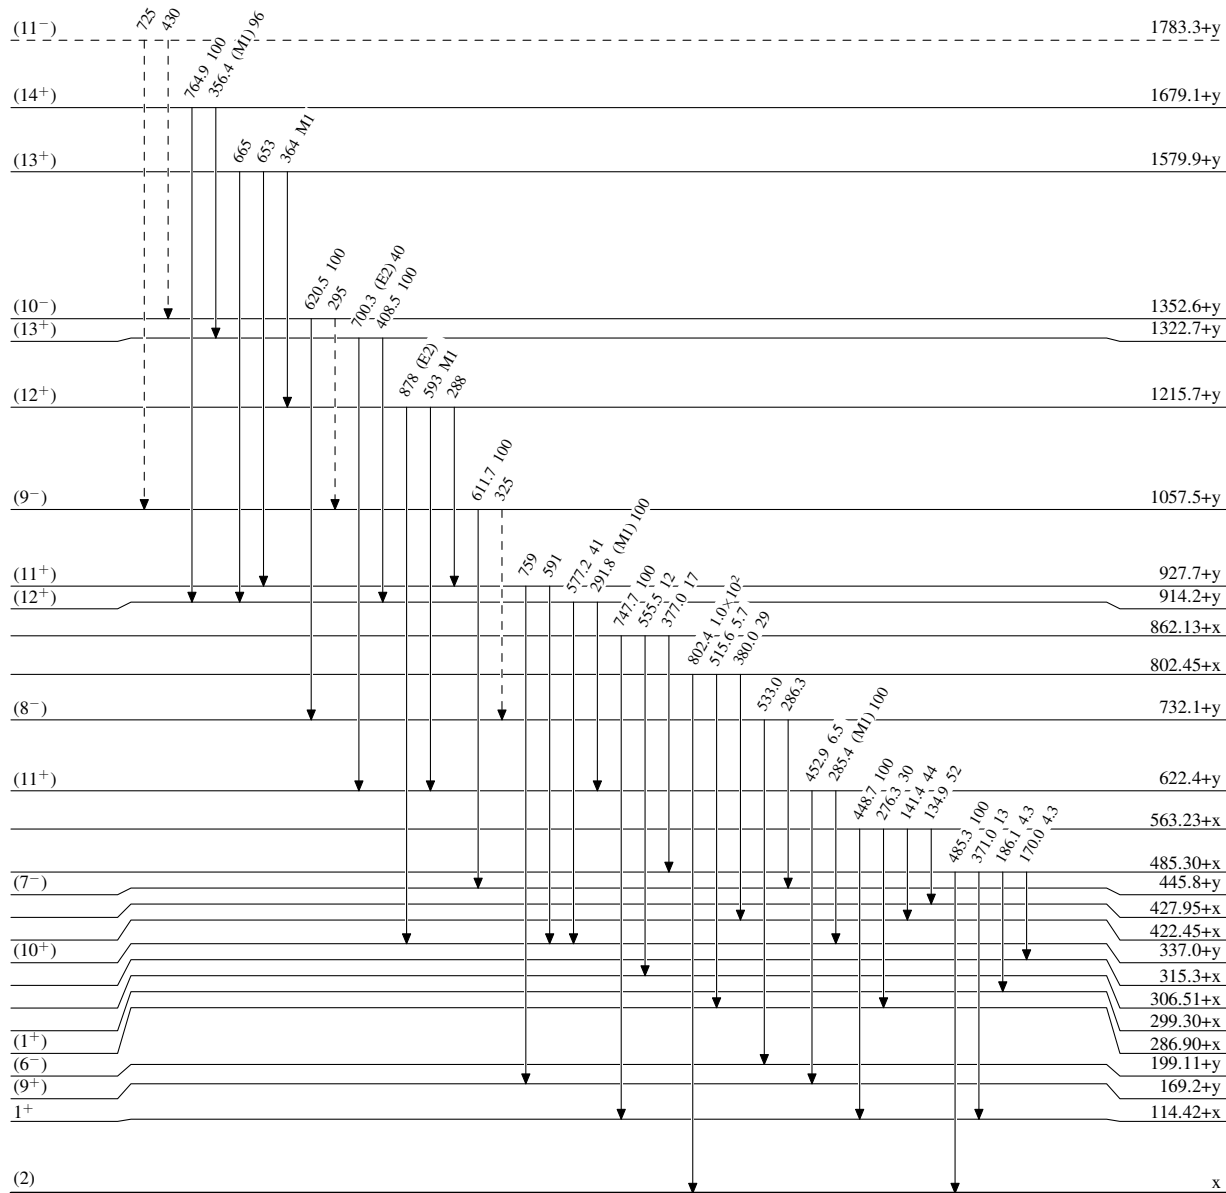 (11⁻) 725 430 1783.3+y
(14⁺) 764.9 100 356.4 (M1) 96 1679.1+y
(13⁺) 665 653 364 M1 1579.9+y
(10⁻) 620.5 100 295 1352.6+y
(13⁺) 700.3 (E2) 40 408.5 100 1322.7+y
(12⁺) 878 (E2) 593 M1 288 1215.7+y
(9⁻) 611.7 100 325 1057.5+y
(11⁺) 759 591 927.7+y
(12⁺) 577.2 41 291.8 (M1) 100 914.2+y
747.7 100 555.5 12 377.0 17 862.13+x
802.4 1.0×10² 515.6 5.7 380.0 29 802.45+x
(8⁻) 533.0 286.3 732.1+y
(11⁺) 452.9 6.5 285.4 (M1) 100 622.4+y
448.7 100 276.3 30 141.4 44 134.9 52 563.23+x
485.3 100 371.0 13 186.1 4.3 170.0 4.3 485.30+x
(7⁻) 445.8+y
427.95+x
422.45+x
(10⁺) 337.0+y
315.3+x
306.51+x
299.30+x
(1⁺) 286.90+x
(6⁻) 199.11+y
(9⁺) 169.2+y
1⁺ 114.42+x
(2) x